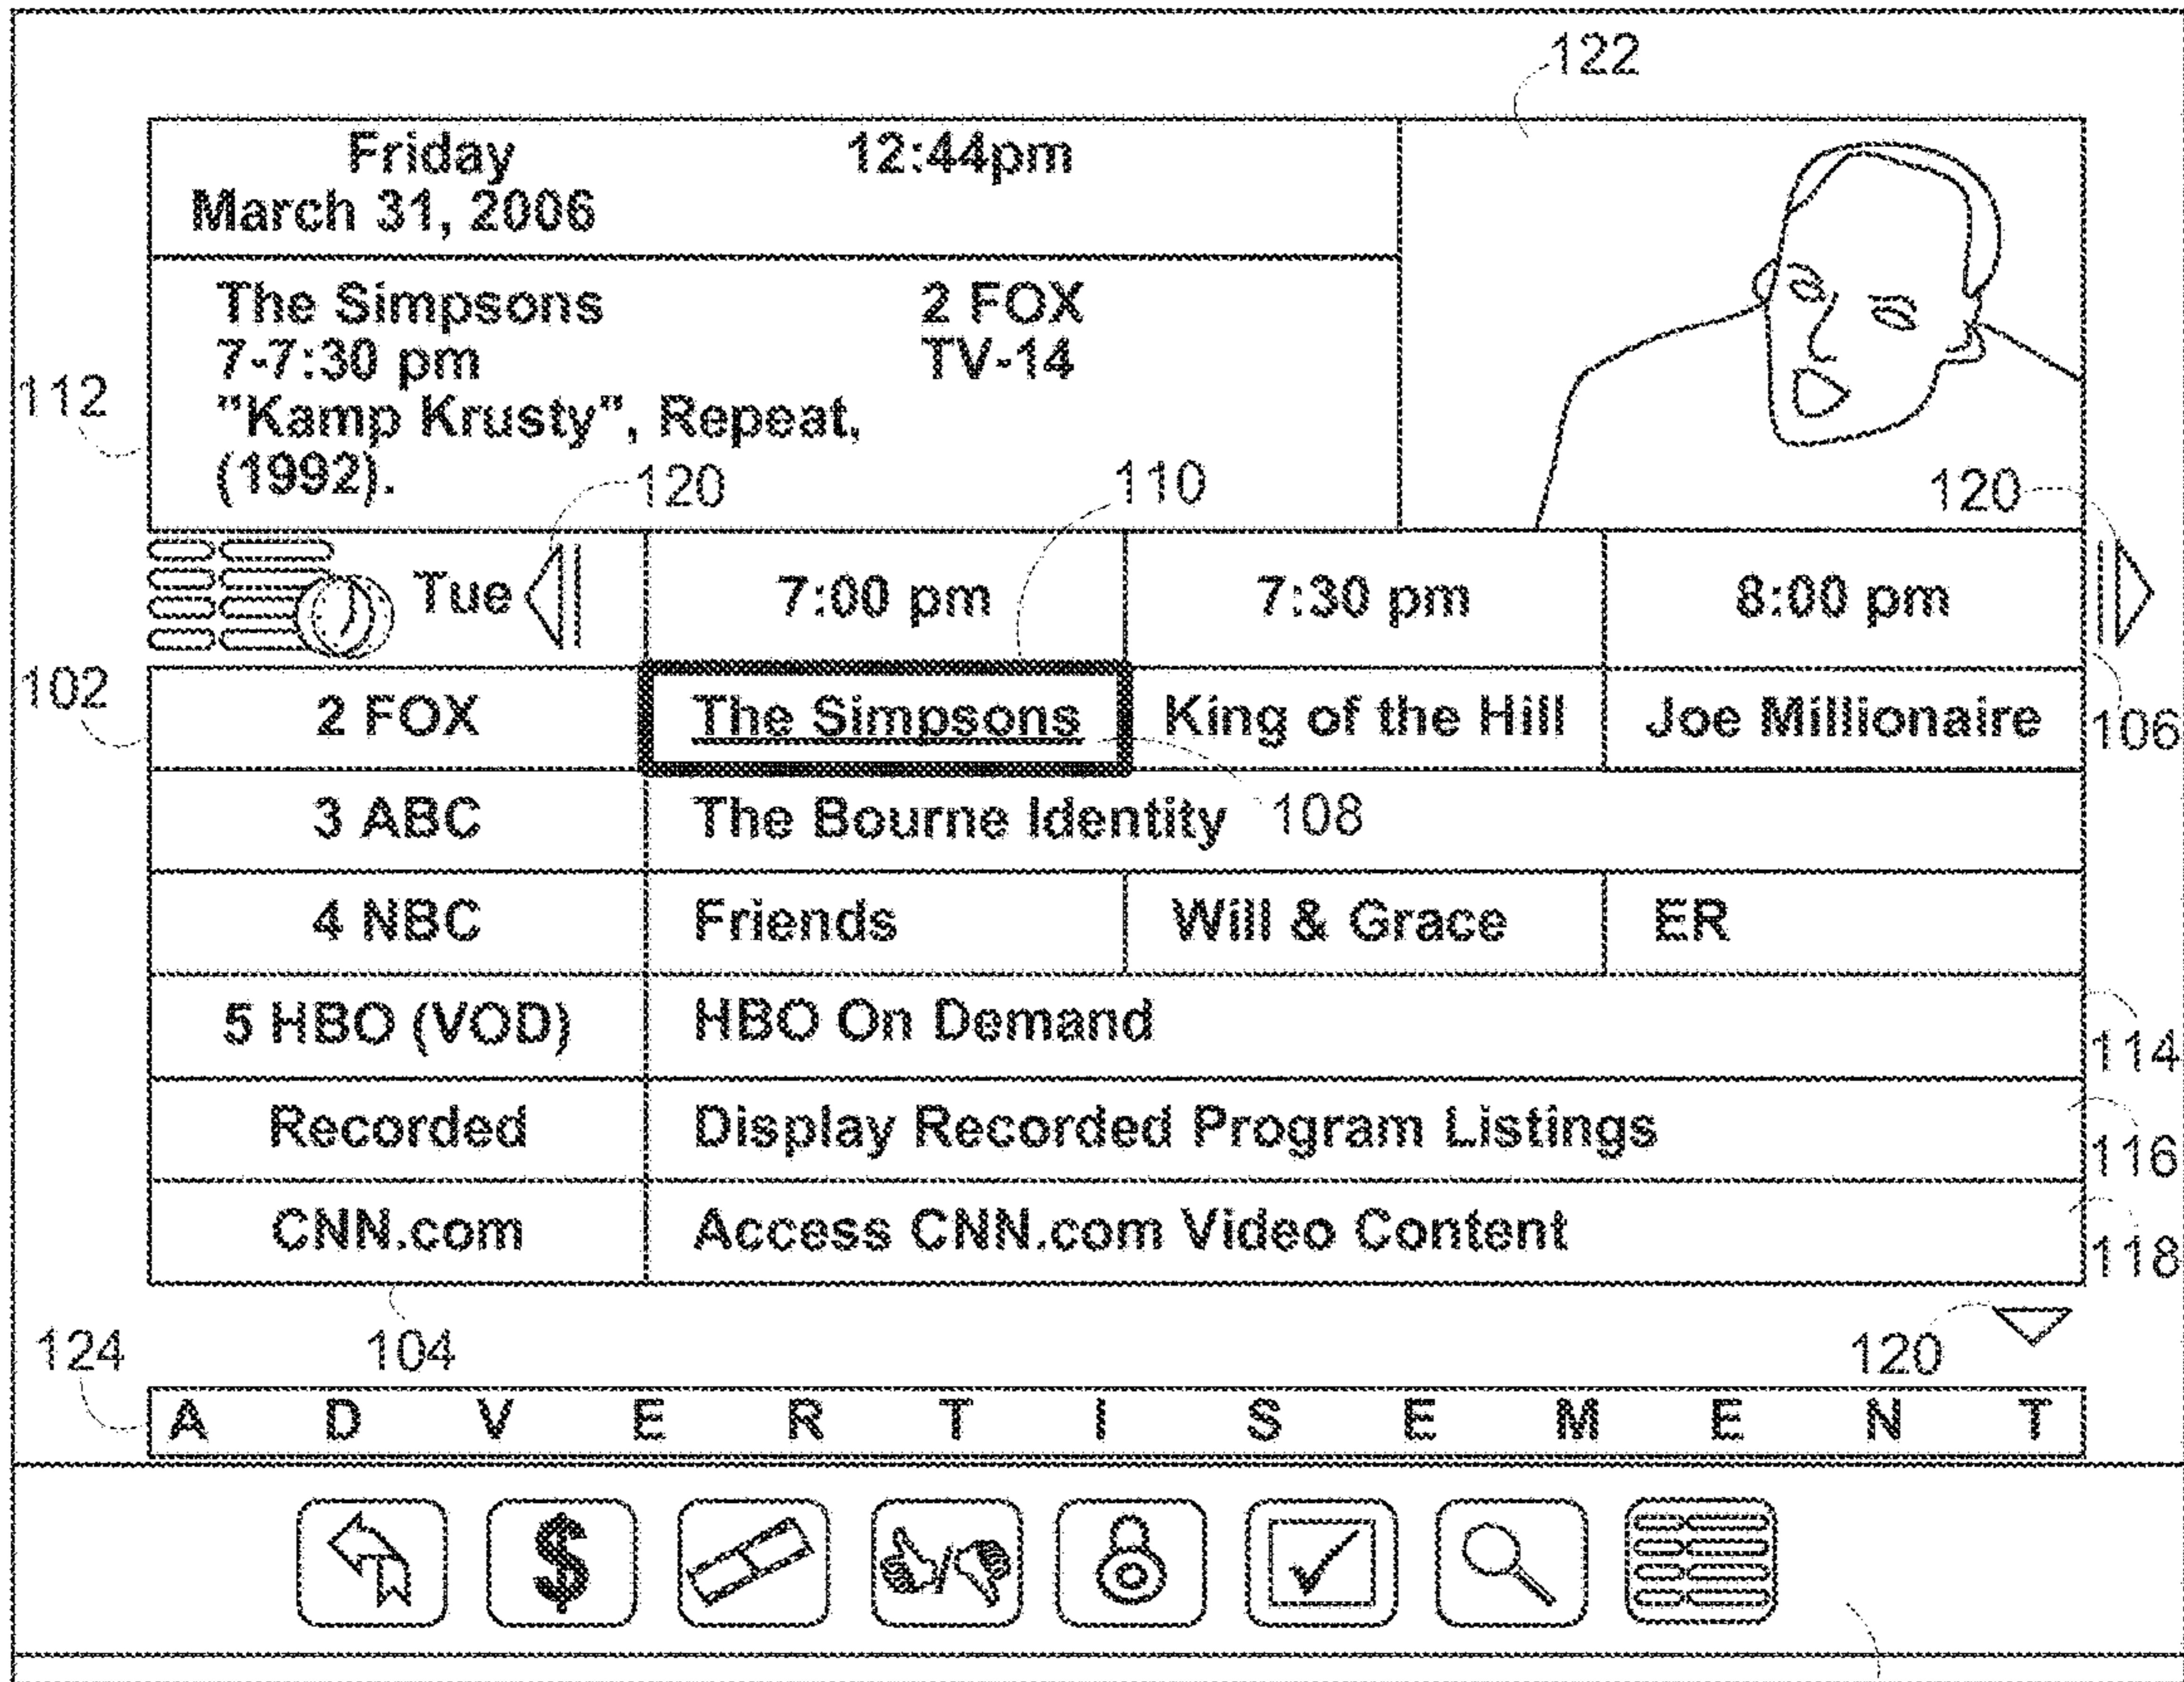 122
Friday 12:44pm
March 31, 2006
The Simpsons 2 FOX
7-7:30 pm TV-14
112
"Kamp Krusty", Repeat,
(1992).
120 110 120
Tue 7:00 pm 7:30 pm 8:00 pm
102
2 FOX The Simpsons King of the Hill Joe Millionaire
106
3 ABC The Bourne Identity 108
4 NBC Friends Will & Grace ER
5 HBO (VOD) HBO On Demand
114
Recorded Display Recorded Program Listings
116
CNN.com Access CNN.com Video Content
118
124 104 120
A D V E R T I S E M E N T
$